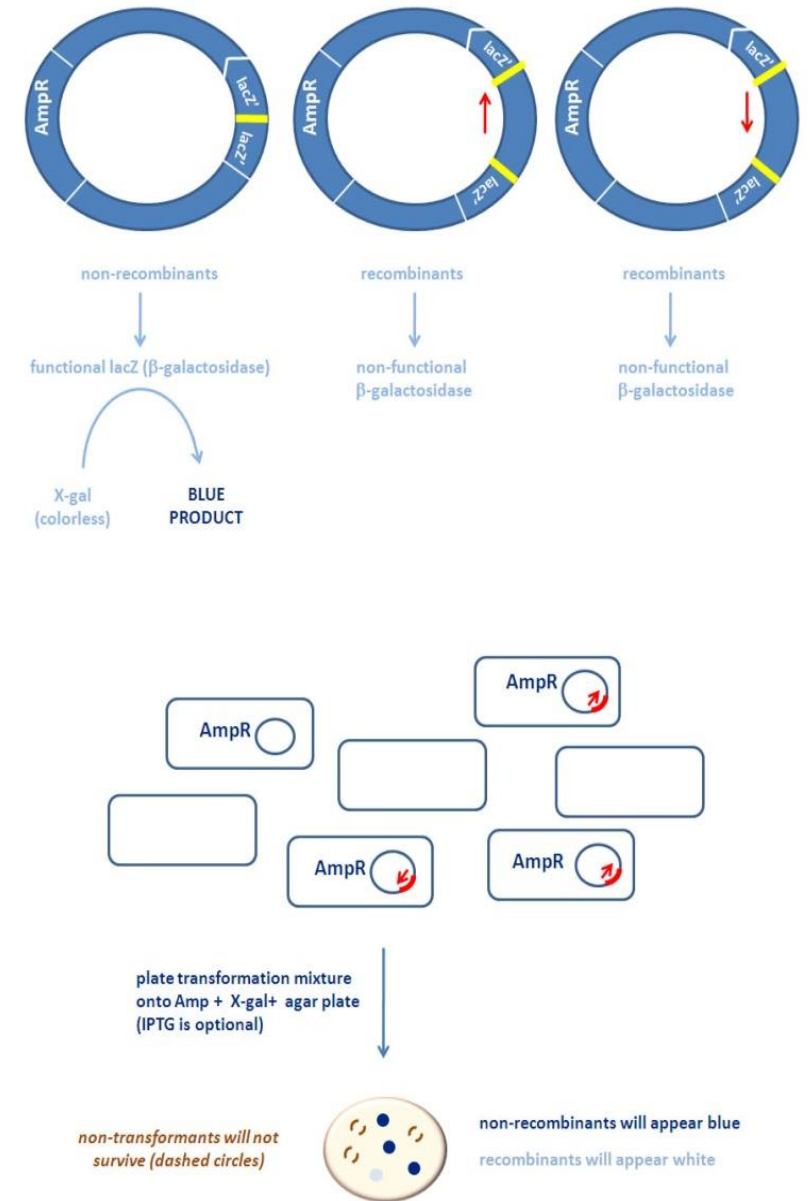 AmpR
lacZ'
lacZ'
AmpR
lacZ'
lacZ'
AmpR
lacZ'
lacZ'
non-recombinants
recombinants
recombinants
functional lacZ (β-galactosidase)
non-functional
β-galactosidase
non-functional
β-galactosidase
X-gal
(colorless)
BLUE
PRODUCT
AmpR
AmpR
AmpR
AmpR
plate transformation mixture
onto Amp + X-gal+ agar plate
(IPTG is optional)
non-transformants will not
survive (dashed circles)
non-recombinants will appear blue
recombinants will appear white